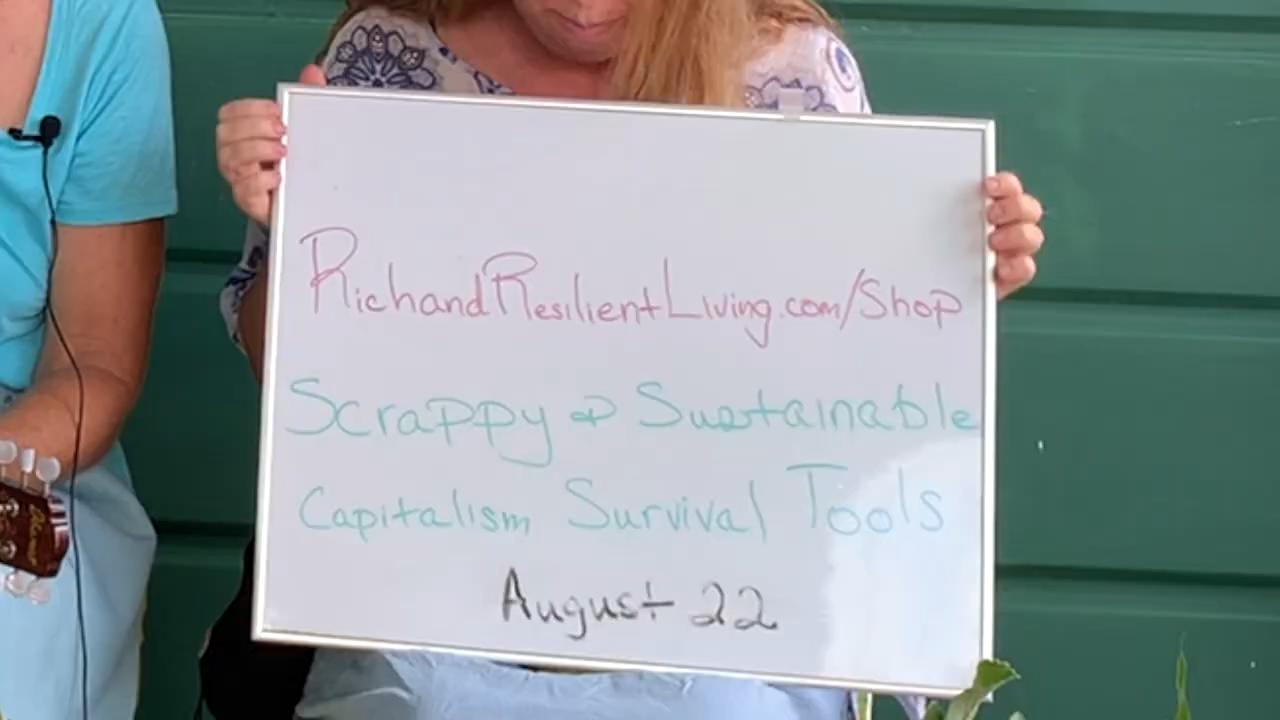 RichandResilientLiving.com/Shop
Scrappy & Sustainable
Capitalism Survival Tools
August 22